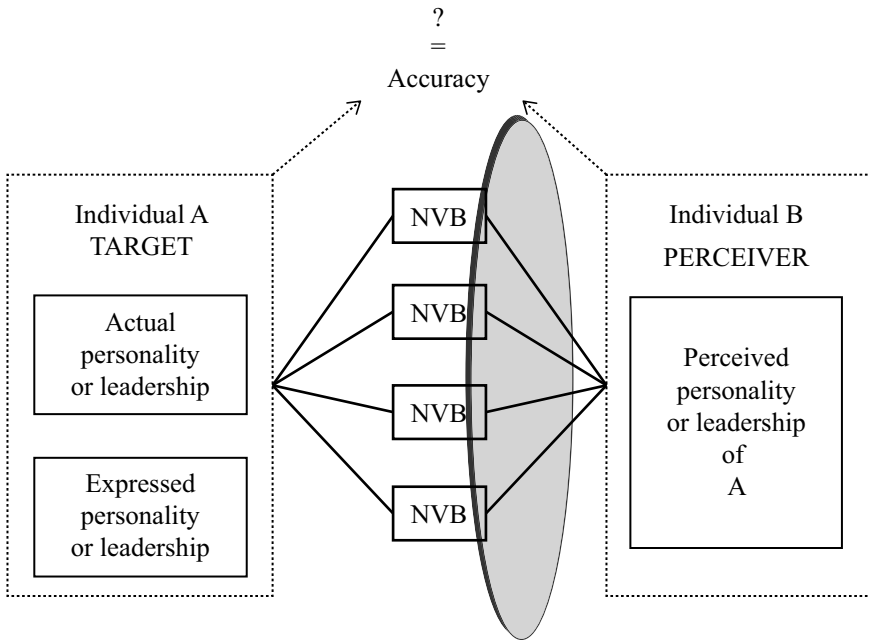 ?
=
Accuracy
Individual A
TARGET
Actual
personality
or leadership
Expressed
personality
or leadership
NVB
NVB
NVB
NVB
Individual B
PERCEIVER
Perceived
personality
or leadership
of
A